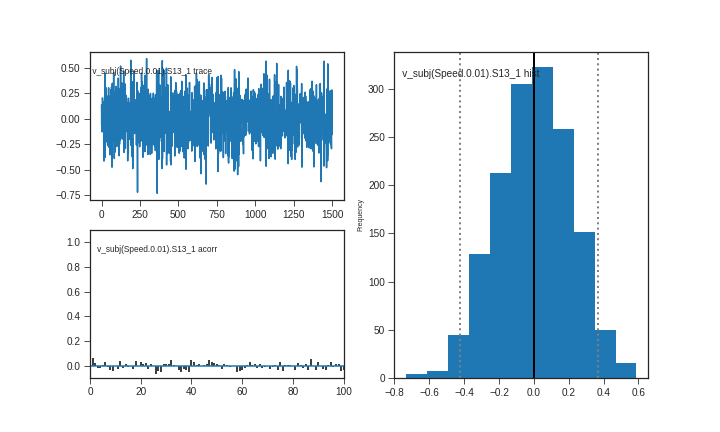 v_subj(Speed.0.01).S13_1 trace
0.50
0.25
0.00
−0.25
−0.50
−0.75
0 250 500 750 1000 1250 1500
v_subj(Speed.0.01).S13_1 acorr
1.0
0.8
0.6
0.4
0.2
0.0
0 20 40 60 80 100
v_subj(Speed.0.01).S13_1 hist
Frequency
300
250
200
150
100
50
0
−0.8 −0.6 −0.4 −0.2 0.0 0.2 0.4 0.6